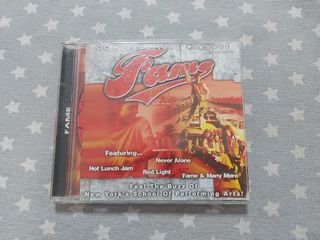 Fame
Featuring...
Never Alone
Hot Lunch Jam
Red Light
Fame & Many More
Feel The Buzz Of
New York's School Of Performing Arts!
FAME